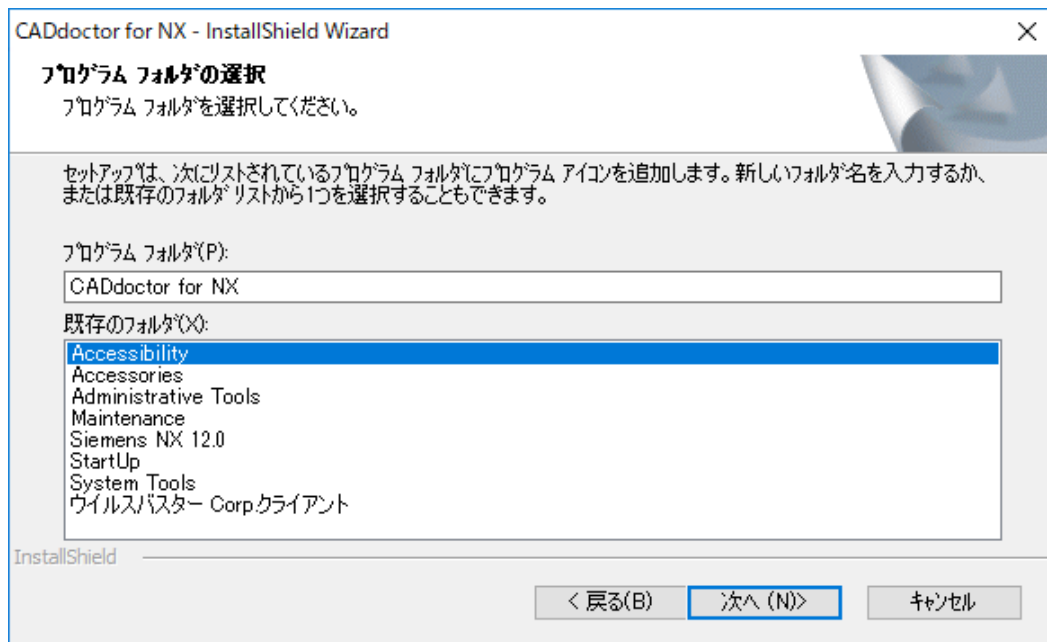 CADdoctor for NX - InstallShield Wizard
プログラム フォルダの選択
プログラム フォルダを選択してください。
セットアップは、次にリストされているプログラム フォルダにプログラム アイコンを追加します。新しいフォルダ名を入力するか、
または既存のフォルダ リストから1つを選択することもできます。
プログラム フォルダ(P):
CADdoctor for NX
既存のフォルダ(X):
Accessibility
Accessories
Administrative Tools
Maintenance
Siemens NX 12.0
StartUp
System Tools
ウイルスバスター Corp.クライアント
InstallShield
< 戻る(B)
次へ (N)>
キャンセル